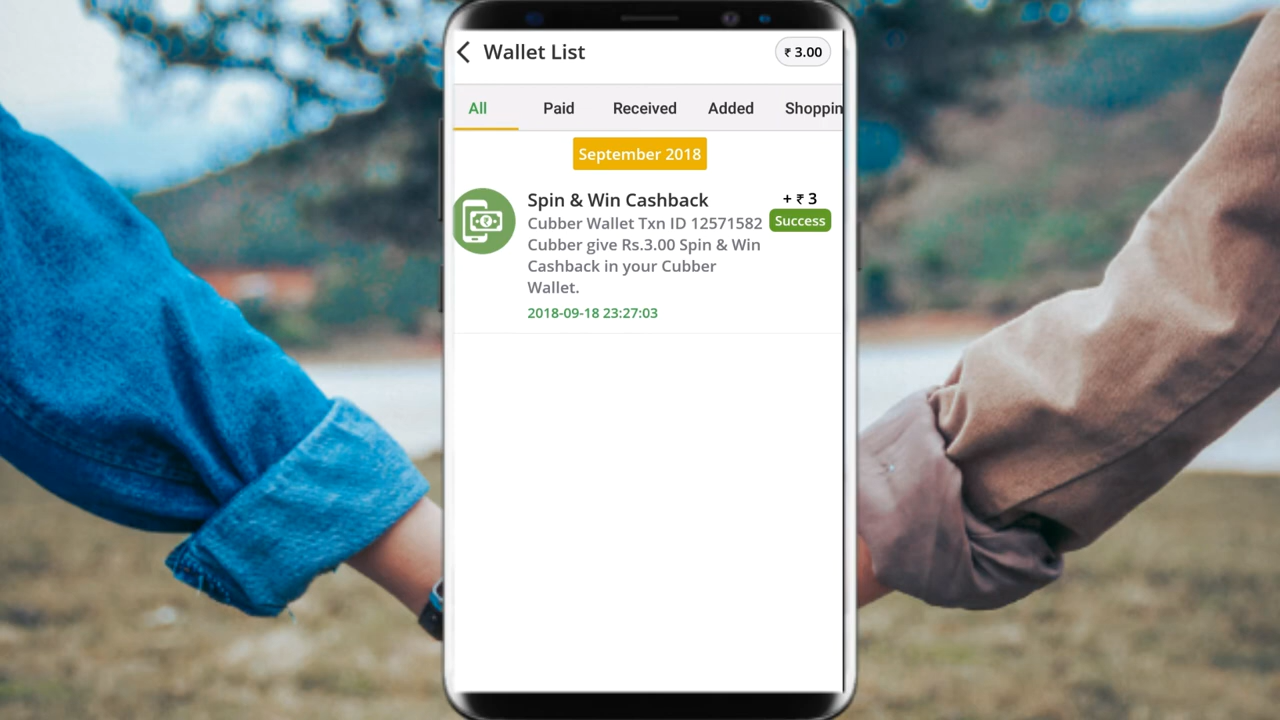 Wallet List
₹ 3.00
All Paid Received Added Shoppin
September 2018
Spin & Win Cashback
+ ₹ 3
Cubber Wallet Txn ID 12571582
Success
Cubber give Rs.3.00 Spin & Win
Cashback in your Cubber
Wallet.
2018-09-18 23:27:03